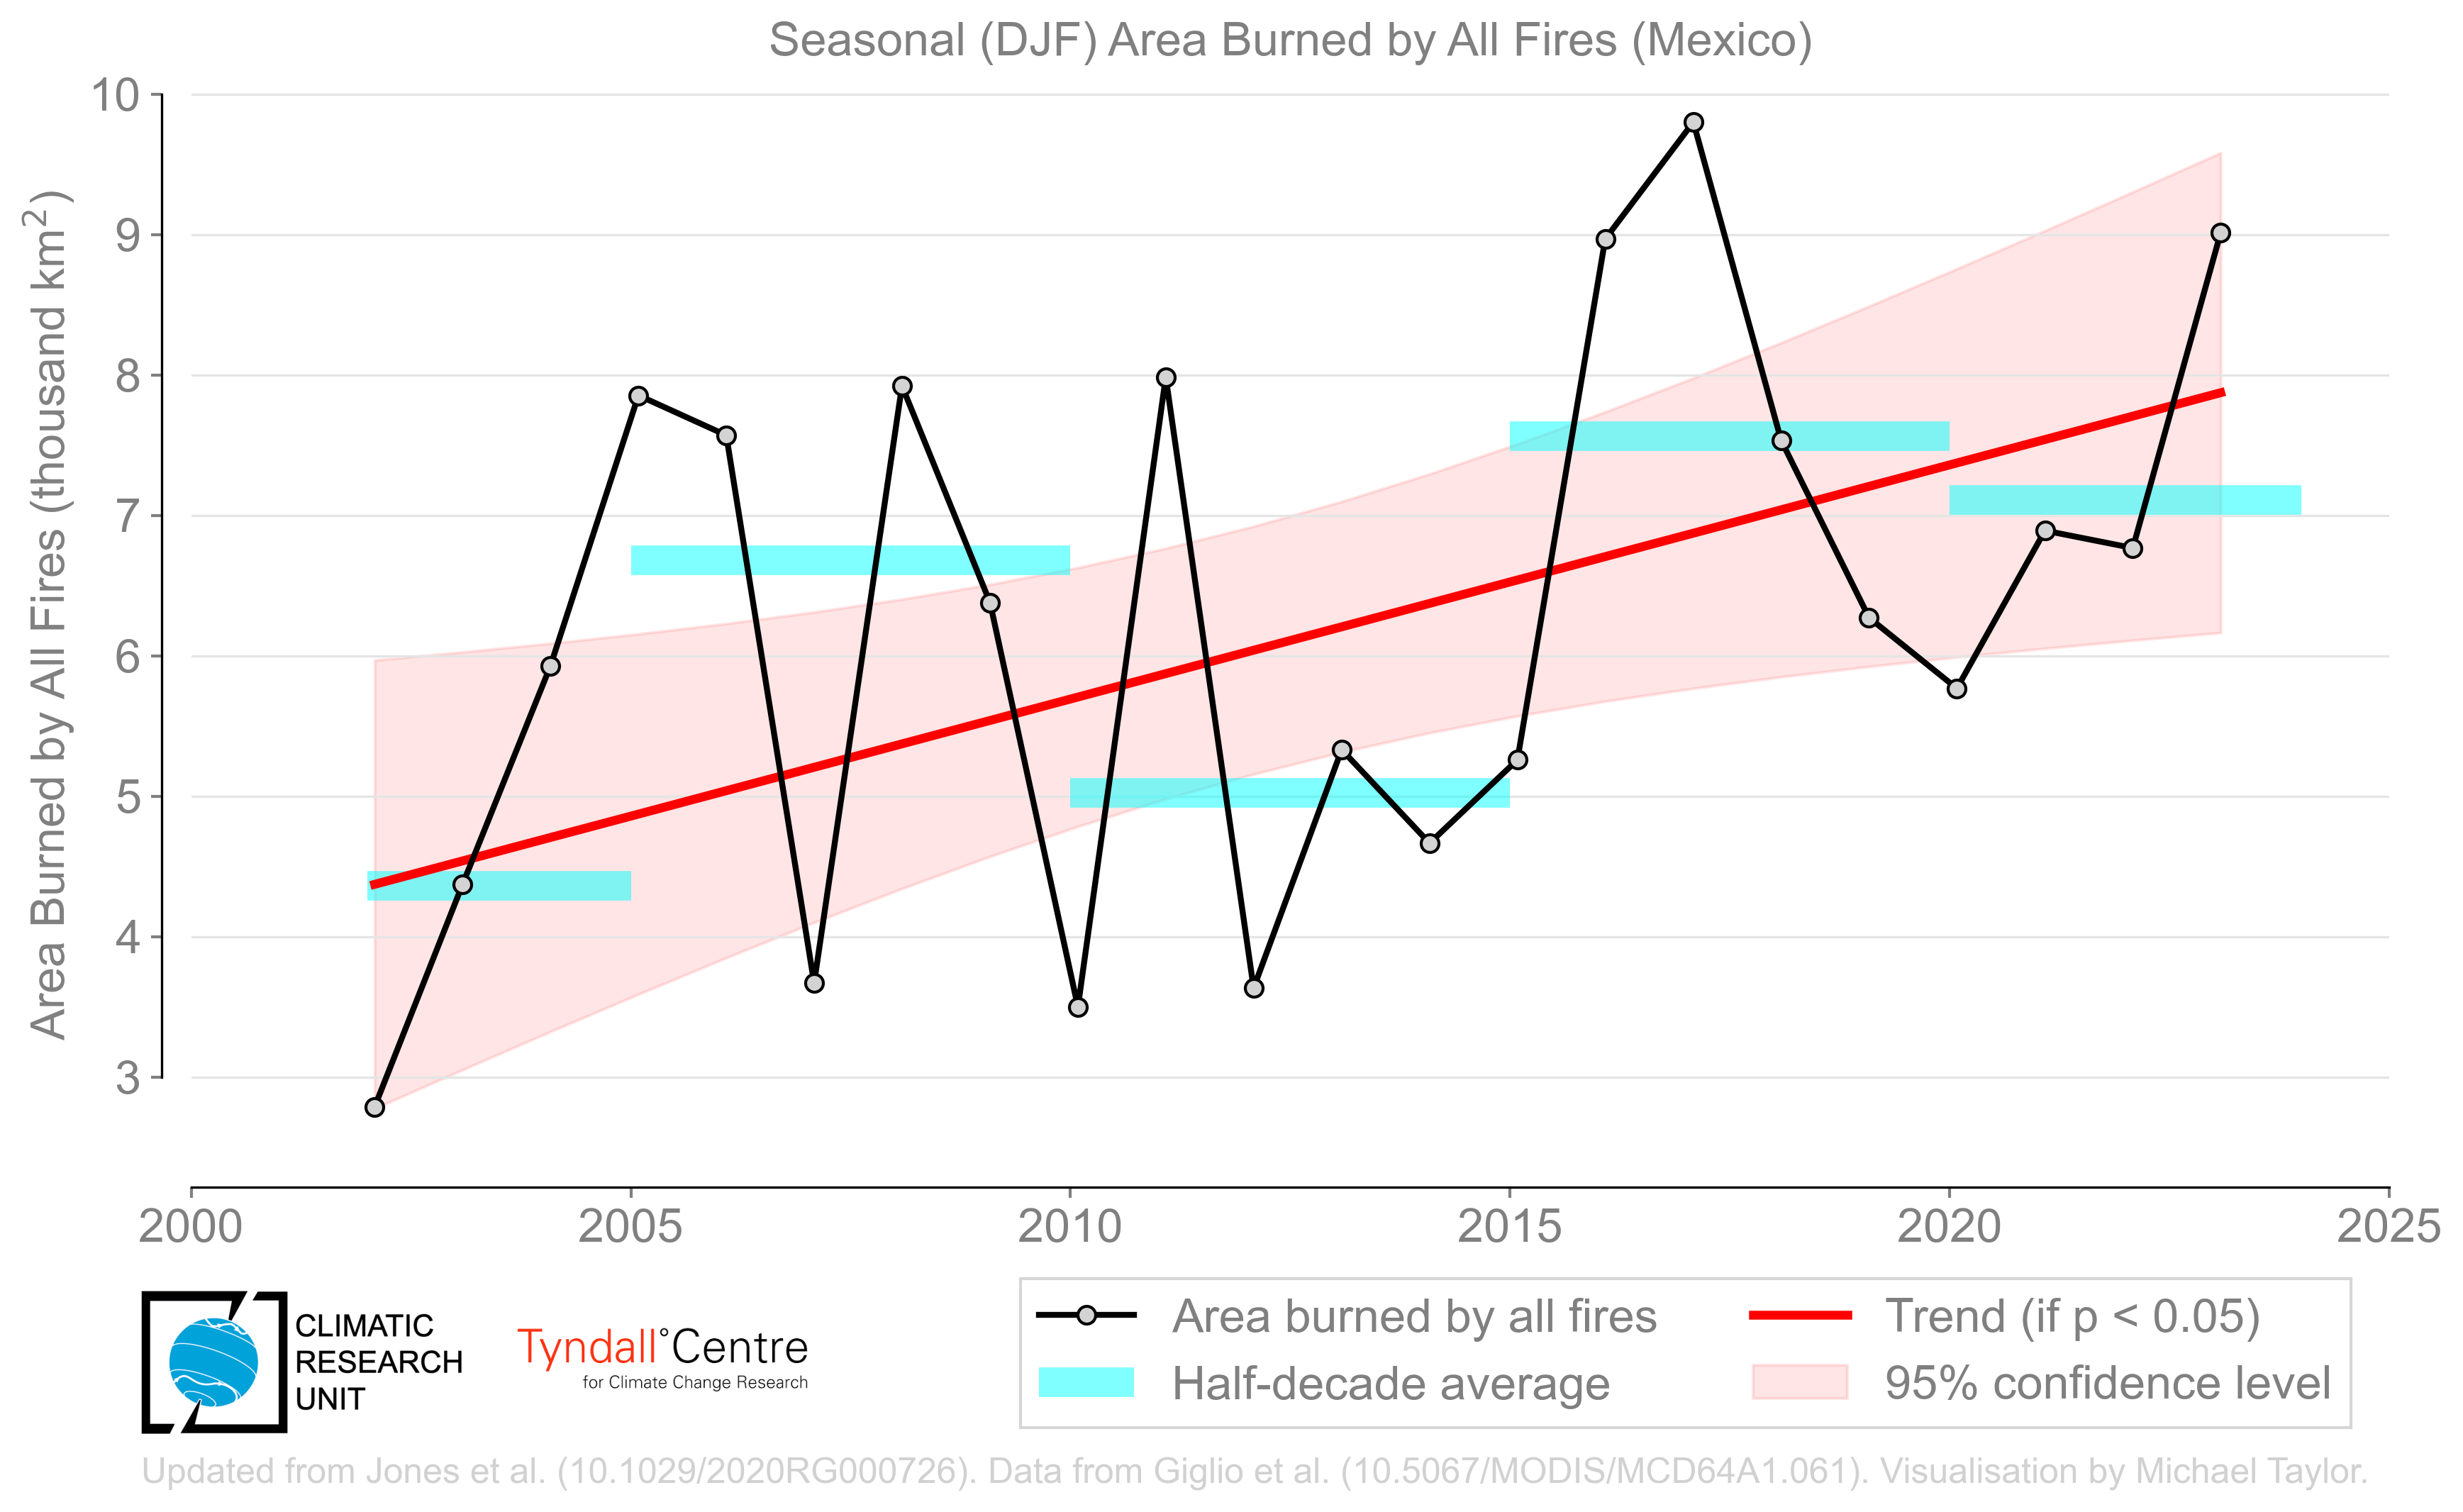 Seasonal (DJF) Area Burned by All Fires (Mexico)
Area Burned by All Fires (thousand km²)
10
9
8
7
6
5
4
3
2000 2005 2010 2015 2020 2025
CLIMATIC
RESEARCH
UNIT
Tyndall°Centre
for Climate Change Research
Area burned by all fires
Half-decade average
Trend (if p < 0.05)
95% confidence level
Updated from Jones et al. (10.1029/2020RG000726). Data from Giglio et al. (10.5067/MODIS/MCD64A1.061). Visualisation by Michael Taylor.